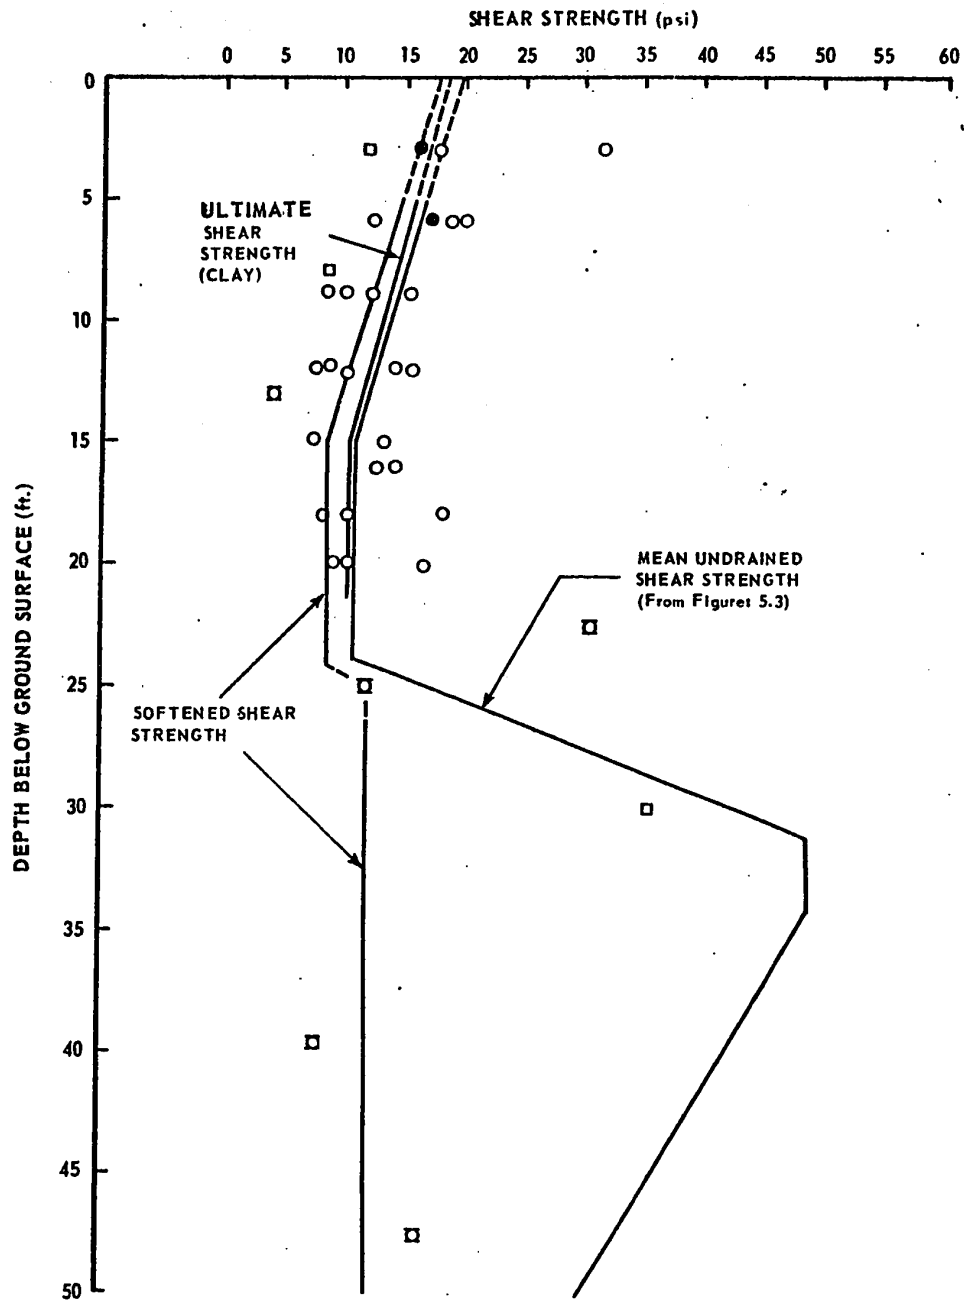 SHEAR STRENGTH (psi)
0 5 10 15 20 30 35 40 45 50 55 60
0
5
10
15
20
25
30
35
40
45
50
DEPTH BELOW GROUND SURFACE (ft.)
ULTIMATE
SHEAR
STRENGTH
(CLAY)
MEAN UNDRAINED
SHEAR STRENGTH
(From Figuret 5.3)
SOFTENED SHEAR
STRENGTH